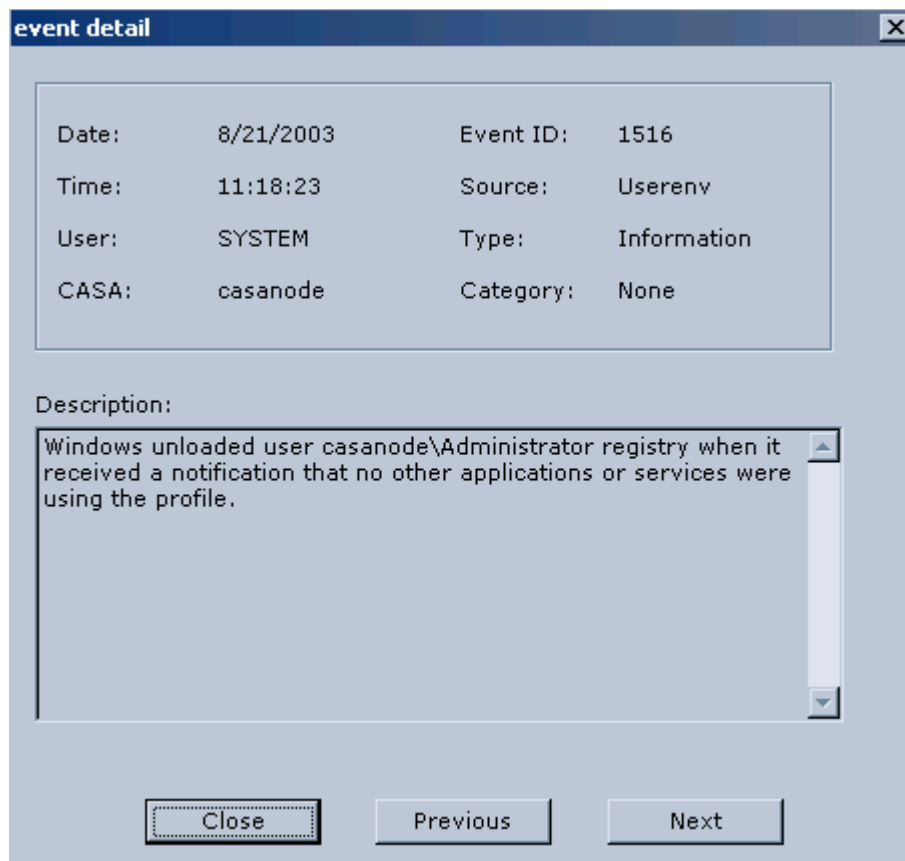 event detail
Date: 8/21/2003 Event ID: 1516
Time: 11:18:23 Source: Userenv
User: SYSTEM Type: Information
CASA: casanode Category: None
Description:
Windows unloaded user casanode\Administrator registry when it
received a notification that no other applications or services were
using the profile.
Close Previous Next